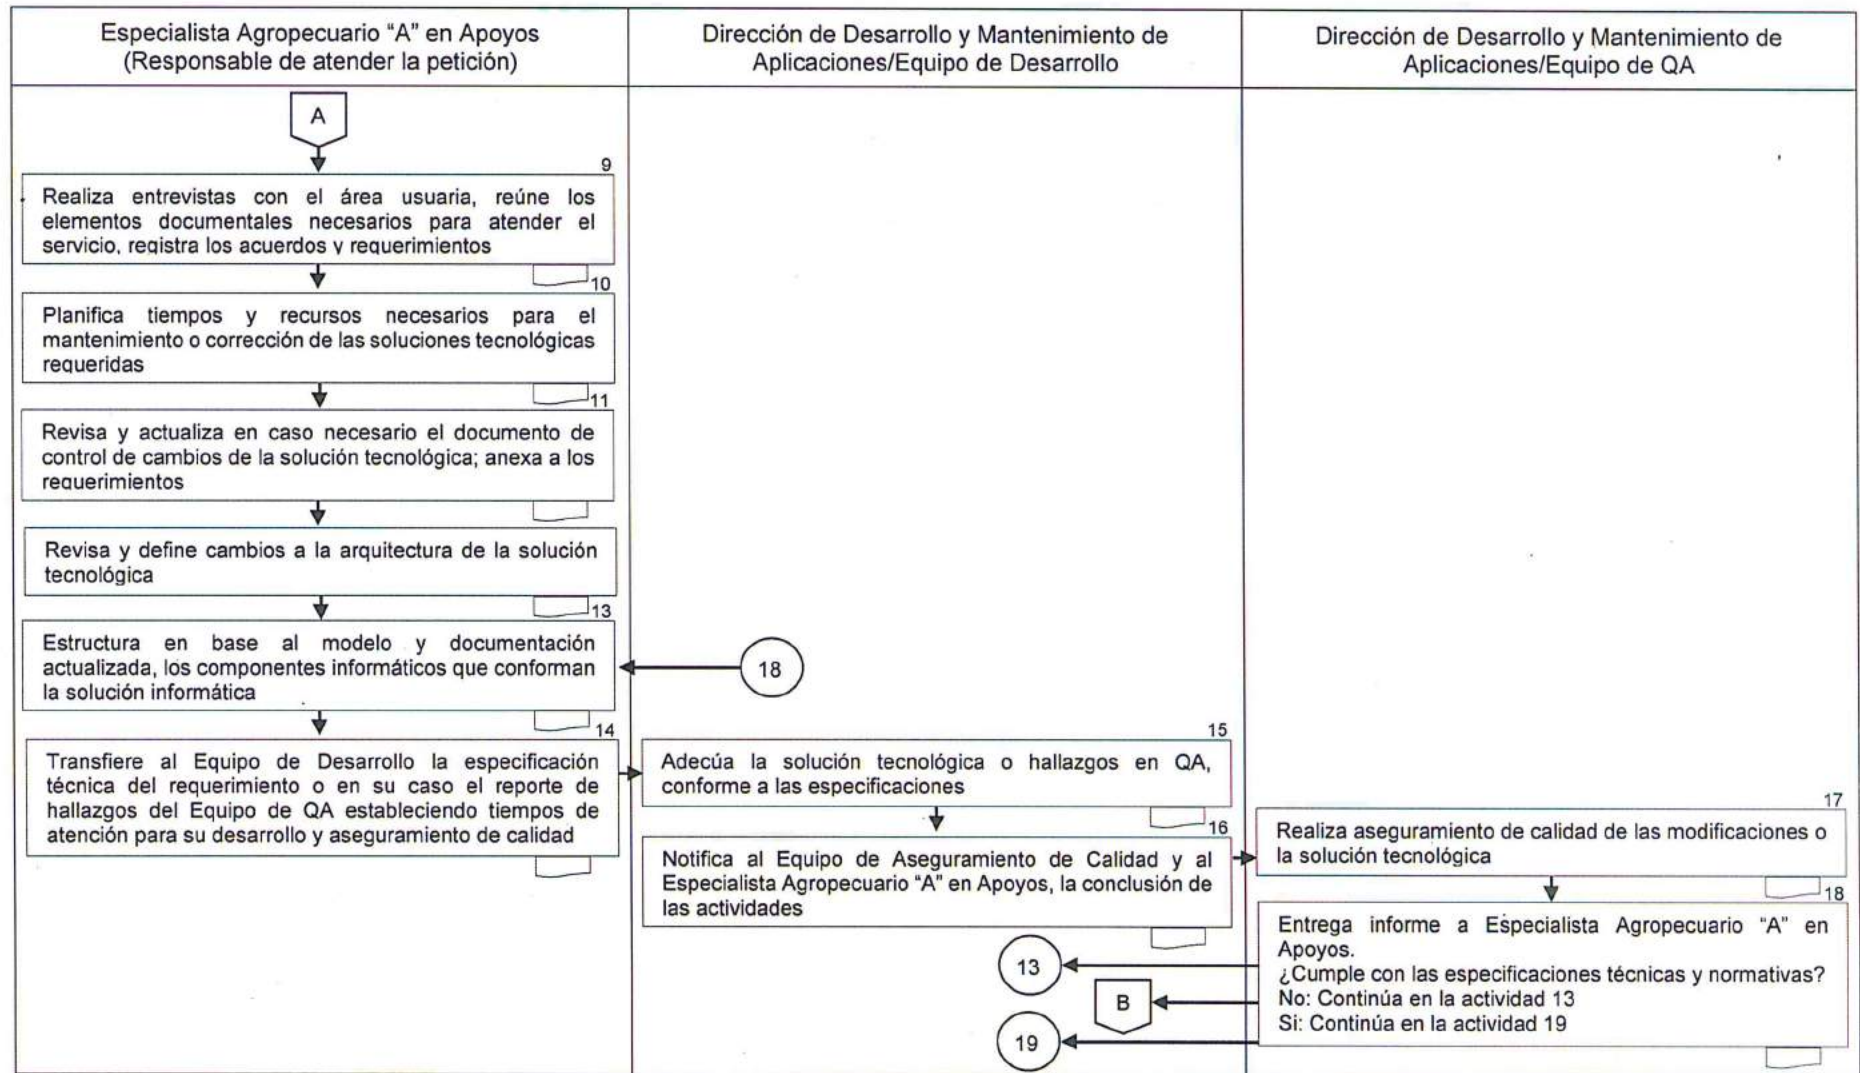 Especialista Agropecuario “A” en Apoyos
(Responsable de atender la petición)
Dirección de Desarrollo y Mantenimiento de
Aplicaciones/Equipo de Desarrollo
Dirección de Desarrollo y Mantenimiento de
Aplicaciones/Equipo de QA
A
9
Realiza entrevistas con el área usuaria, reúne los
elementos documentales necesarios para atender el
servicio, registra los acuerdos y requerimientos
10
Planifica tiempos y recursos necesarios para el
mantenimiento o corrección de las soluciones tecnológicas
requeridas
11
Revisa y actualiza en caso necesario el documento de
control de cambios de la solución tecnológica; anexa a los
requerimientos
Revisa y define cambios a la arquitectura de la solución
tecnológica
13
Estructura en base al modelo y documentación
actualizada, los componentes informáticos que conforman
la solución informática
18
14
Transfiere al Equipo de Desarrollo la especificación
técnica del requerimiento o en su caso el reporte de
hallazgos del Equipo de QA estableciendo tiempos de
atención para su desarrollo y aseguramiento de calidad
15
Adecúa la solución tecnológica o hallazgos en QA,
conforme a las especificaciones
16
Notifica al Equipo de Aseguramiento de Calidad y al
Especialista Agropecuario “A” en Apoyos, la conclusión de
las actividades
17
Realiza aseguramiento de calidad de las modificaciones o
la solución tecnológica
18
Entrega informe a Especialista Agropecuario “A” en
Apoyos.
¿Cumple con las especificaciones técnicas y normativas?
No: Continúa en la actividad 13
Si: Continúa en la actividad 19
13
B
19